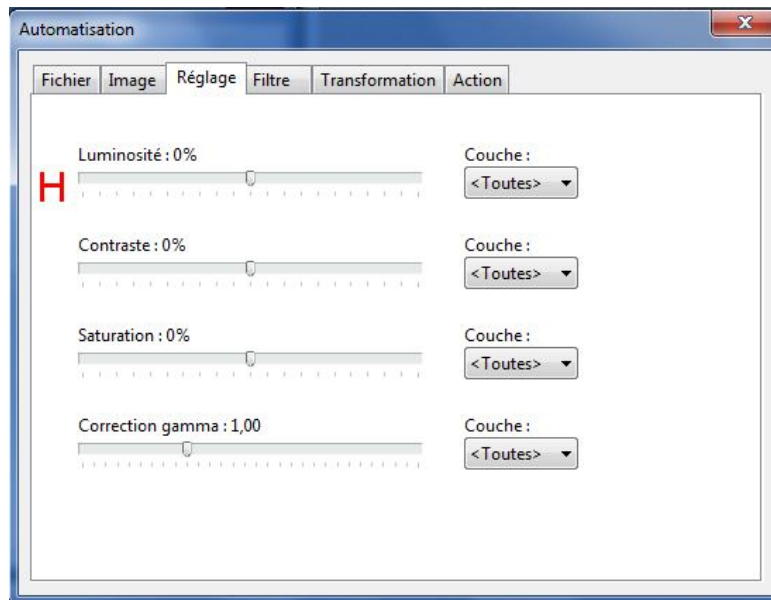 Automatisation
Fichier Image Réglage Filtre Transformation Action
Luminosité : 0% Couche :
H <Toutes>
Contraste : 0% Couche :
<Toutes>
Saturation : 0% Couche :
<Toutes>
Correction gamma : 1,00 Couche :
<Toutes>